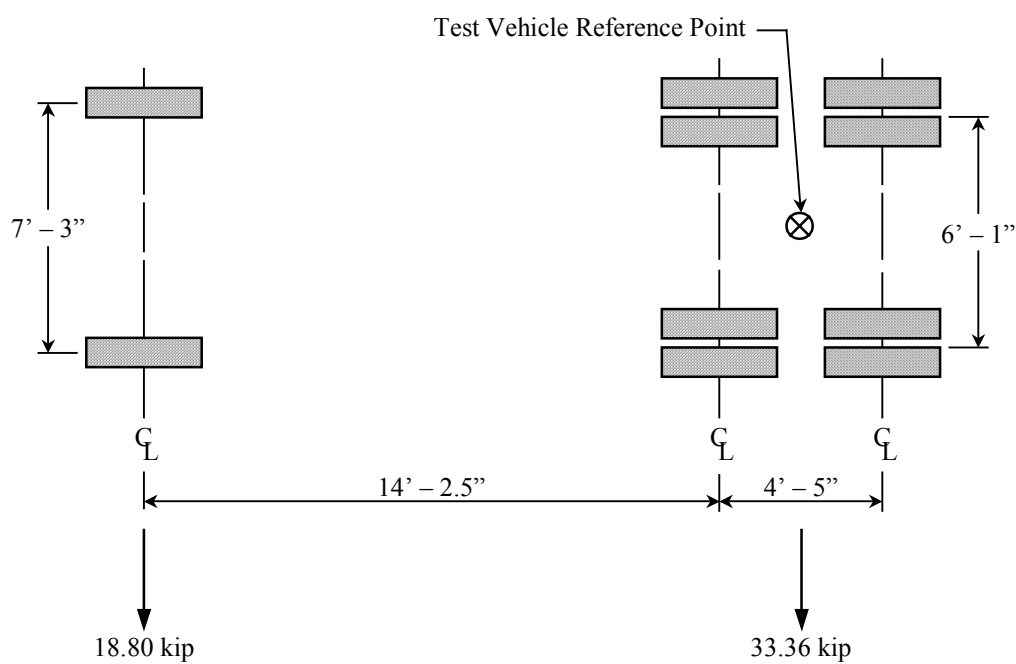 Test Vehicle Reference Point
7’ – 3”
6’ – 1”
CL
CL
CL
14’ – 2.5”
4’ – 5”
18.80 kip
33.36 kip